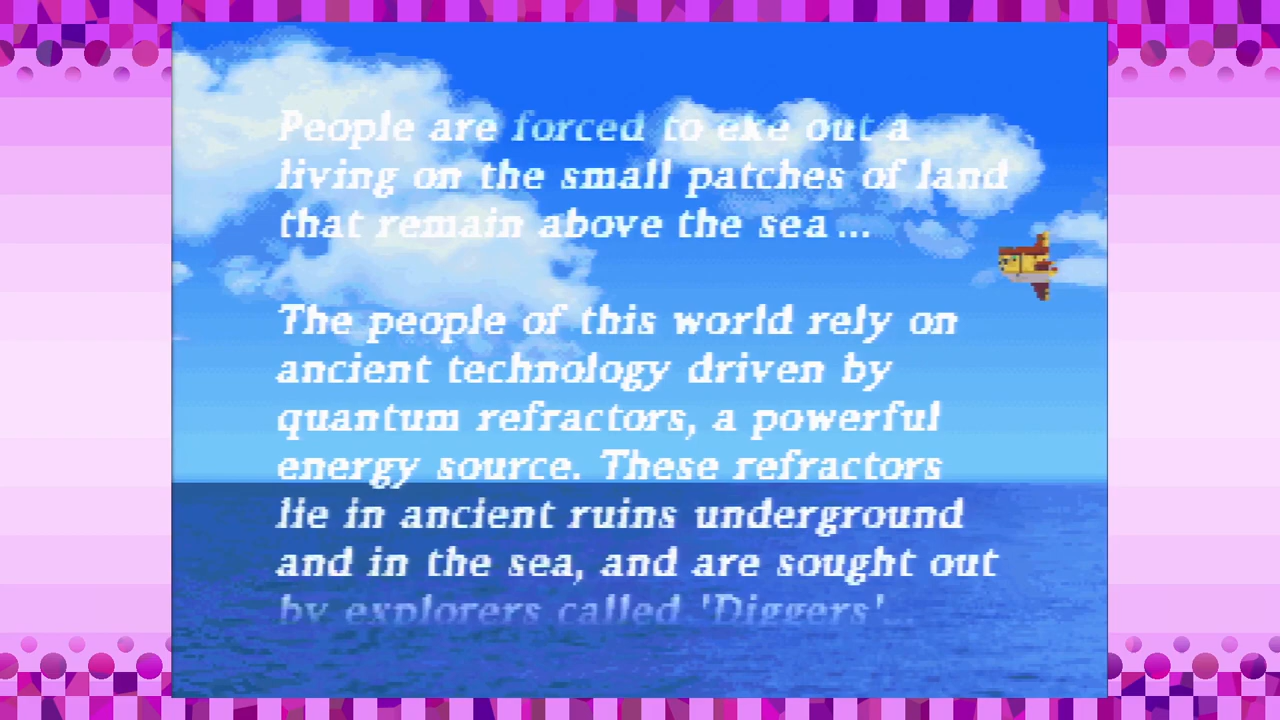 People are forced to eke out a
living on the small patches of land
that remain above the sea...
The people of this world rely on
ancient technology driven by
quantum refractors, a powerful
energy source. These refractors
lie in ancient ruins underground
and in the sea, and are sought out
by explorers called 'Diggers'...